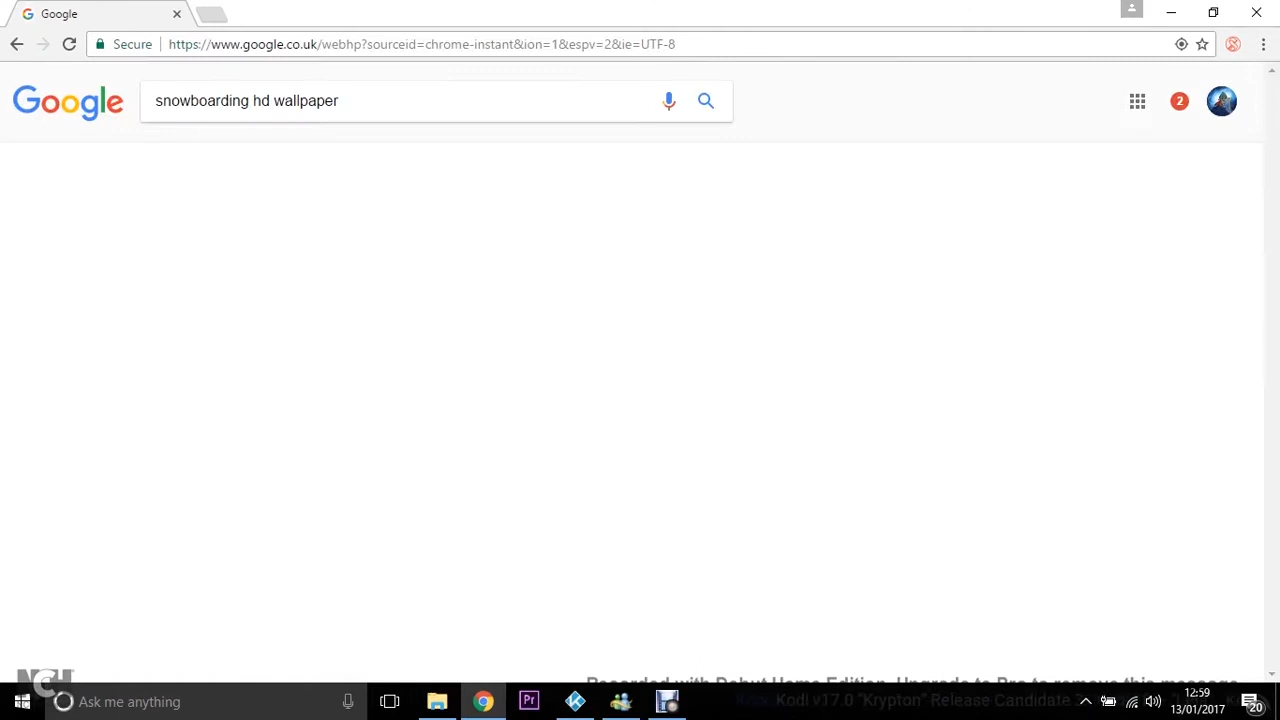 Google
Secure
https://www.google.co.uk/webhp?sourceid=chrome-instant&ion=1&espv=2&ie=UTF-8
Google
snowboarding hd wallpaper
2
NCH
Recorded with Debut Home Edition. Upgrade to Pro to remove this message
Ask me anything
Pr
Kodi v17.0 "Krypton" Release Candidate
12:59
13/01/2017
20